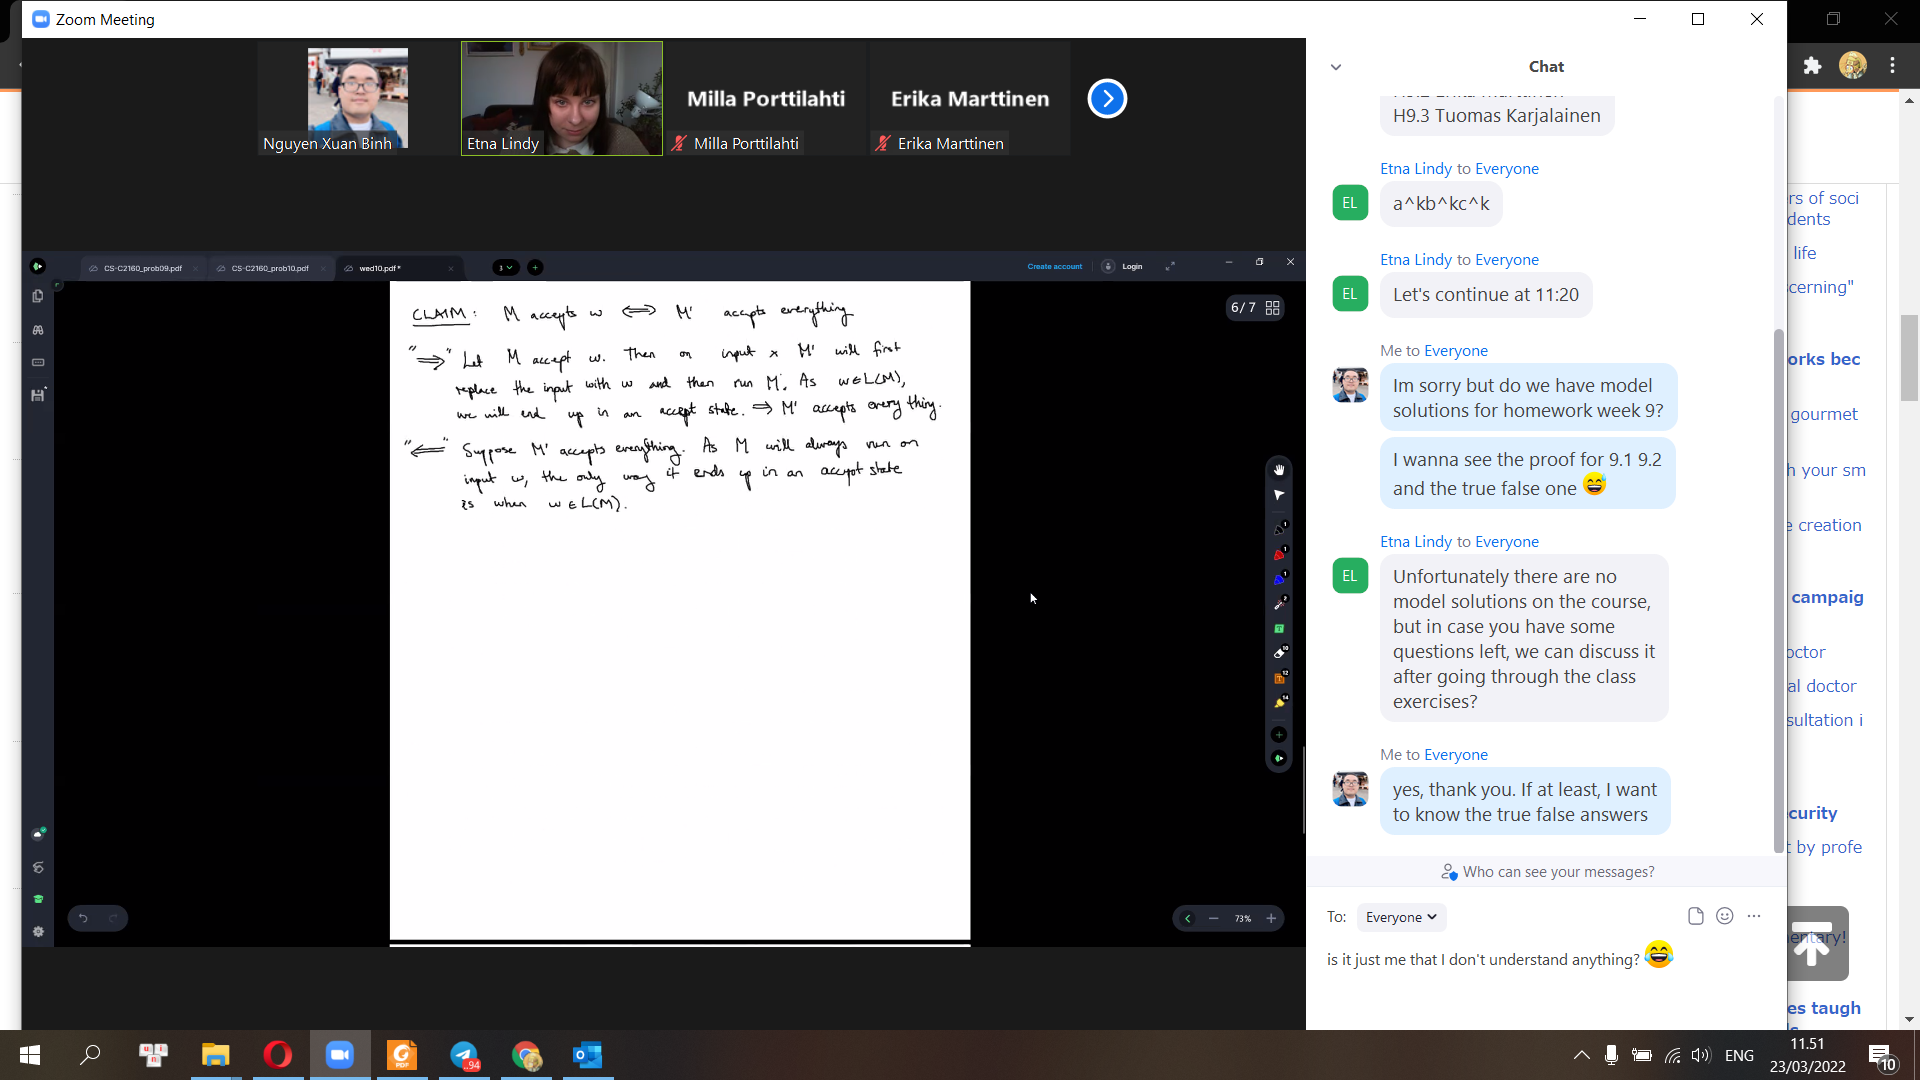 Zoom Meeting
Nguyen Xuan Binh
Etna Lindy
Milla Porttilahti
Milla Porttilahti
Erika Marttinen
Erika Marttinen
CS-C2160_prob09.pdf
CS-C2160_prob10.pdf
wed10.pdf*
3
Create account
Login
6/7
CLAIM: M accepts w ⟺ M' accepts everything
"⟹" Let M accept w. Then on input x M' will first
replace the input with w and then run M. As w∈L(M),
we will end up in an accept state. ⟹ M' accepts everything.
"⟸" Suppose M' accepts everything. As M will always run on
input w, the only way it ends up in an accept state
is when w∈L(M).
73%
Chat
H9.3 Tuomas Karjalainen
Etna Lindy to Everyone
EL
a^kb^kc^k
Etna Lindy to Everyone
EL
Let's continue at 11:20
Me to Everyone
Im sorry but do we have model
solutions for homework week 9?
I wanna see the proof for 9.1 9.2
and the true false one 😅
Etna Lindy to Everyone
EL
Unfortunately there are no
model solutions on the course,
but in case you have some
questions left, we can discuss it
after going through the class
exercises?
Me to Everyone
yes, thank you. If at least, I want
to know the true false answers
Who can see your messages?
To: Everyone
is it just me that I don't understand anything? 😂
rs of soci
dents
life
cerning"
orks bec
gourmet
h your sm
e creation
campaig
octor
al doctor
sultation i
curity
t by profe
entary!
es taugh
PDF
94
ENG
11.51
23/03/2022
10